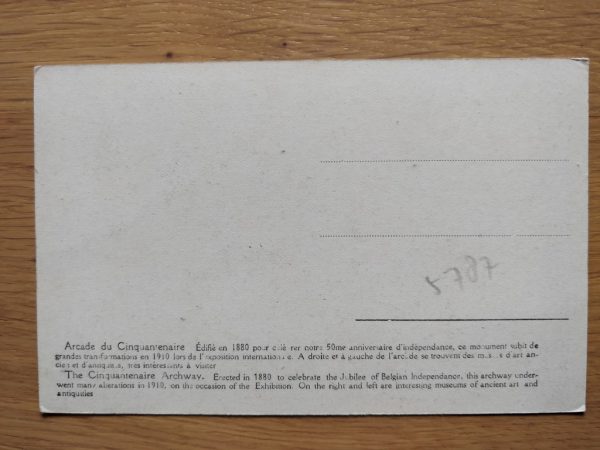 5787
Arcade du Cinquantenaire Édifié en 1880 pour notre 50me anniversaire d'indépendance, ce monument subit de
grandes transformations en 1910 lors de l'exposition A droite et à gauche de l'arcade se trouvent des d'art an-
et d'antiquités, très intéressants à visiter
The Cinquantenaire Archway. Erected in 1880 to celebrate the Jubilee of Belgian Independance, this archway under-
went many alterations in 1910, on the occasion of the Exhibition. On the right and left are interesting museums of ancient art and
antiquities